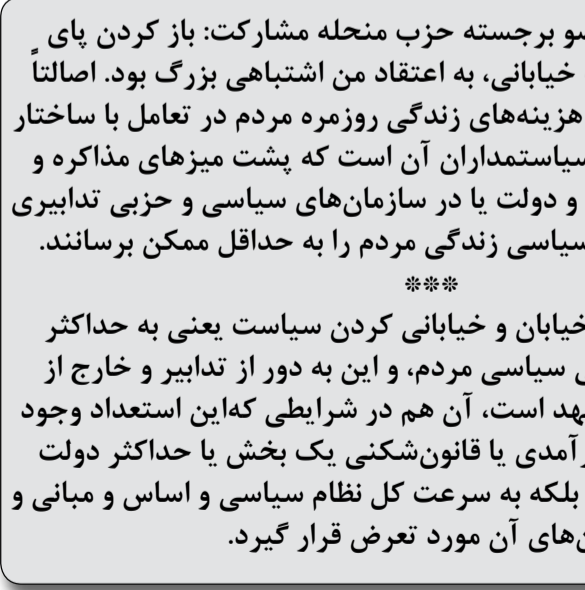 برجسته حزب منحله مشارکت: باز کردن پای
خیابانی، به اعتقاد من اشتباهی بزرگ بود. اصالتاً
هزینه‌های زندگی روزمره مردم در تعامل با ساختار
سیاستمداران آن است که پشت میزهای مذاکره و
و دولت یا در سازمان‌های سیاسی و حزبی تدابیری
سیاسی زندگی مردم را به حداقل ممکن برسانند.
***
خیابان و خیابانی کردن سیاست یعنی به حداکثر
سیاسی مردم، و این به دور از تدابیر و خارج از
است، آن هم در شرایطی که‌این استعداد وجود
یا قانون‌شکنی یک بخش یا حداکثر دولت
بلکه به سرعت کل نظام سیاسی و اساس و مبانی و
آن مورد تعرض قرار گیرد.